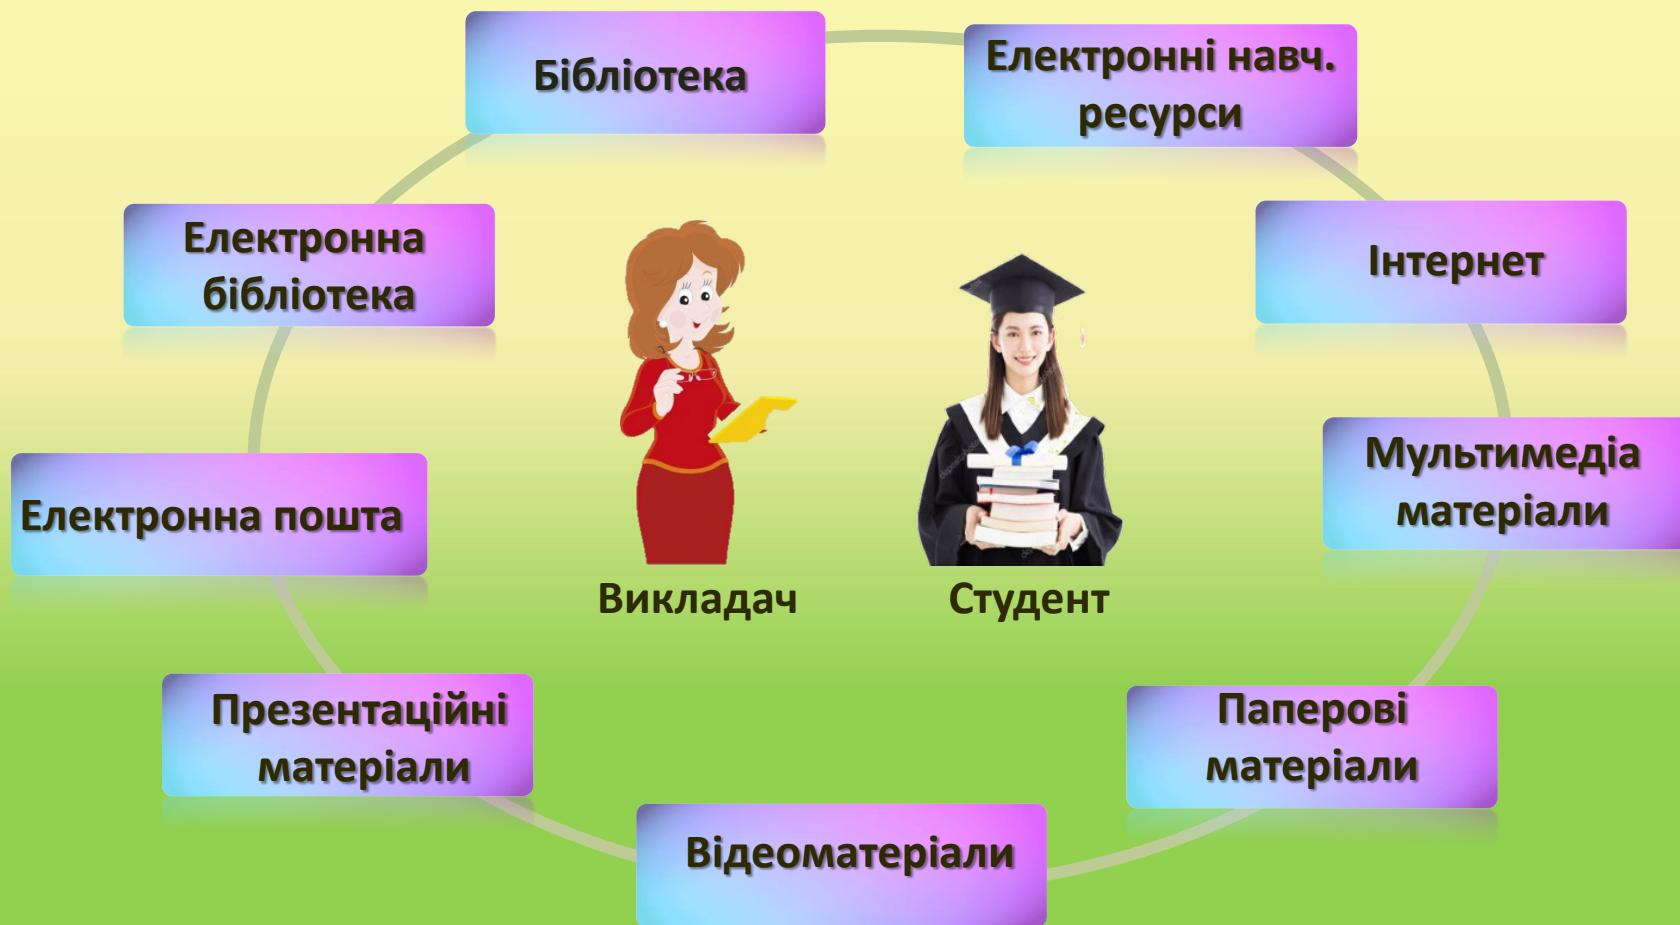 Бібліотека
Електронні навч.
ресурси
Електронна
бібліотека
Інтернет
Мультимедіа
матеріали
Електронна пошта
Викладач
Студент
Презентаційні
матеріали
Паперові
матеріали
Відеоматеріали